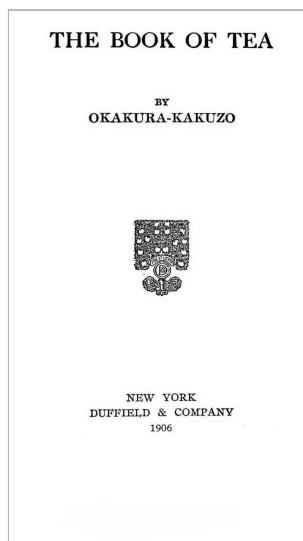 THE BOOK OF TEA
BY
OKAKURA-KAKUZO
NEW YORK
DUFFIELD & COMPANY
1906